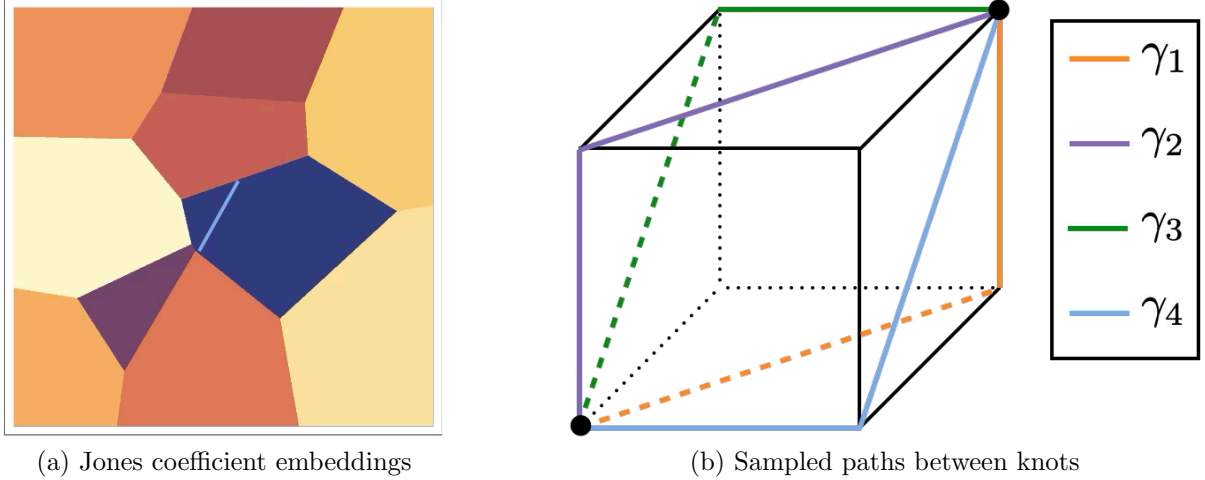 γ1
γ2
γ3
γ4
(a) Jones coefficient embeddings
(b) Sampled paths between knots